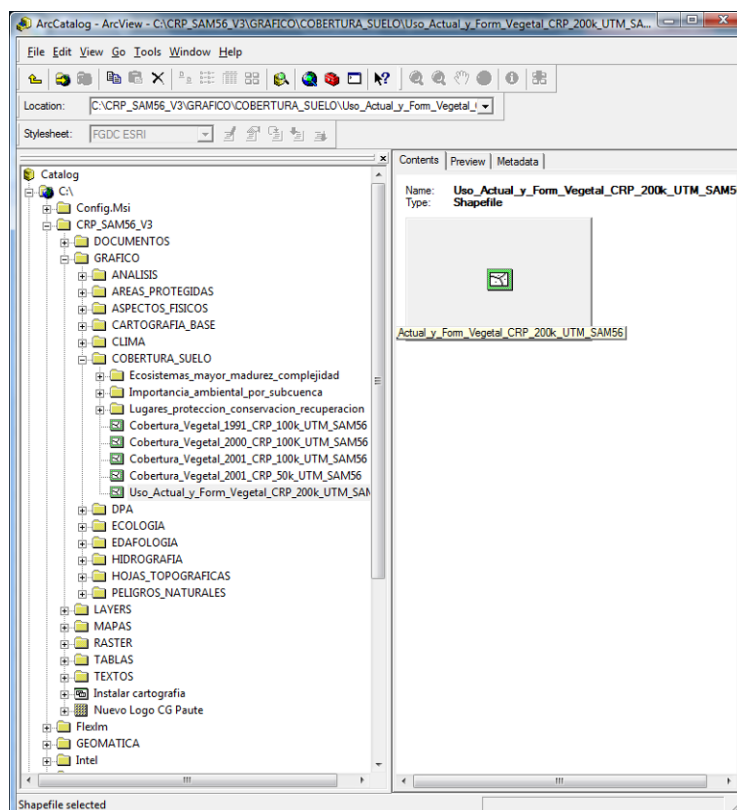 ArcCatalog - ArcView - C:\CRP_SAM56_V3\GRAFICO\COBERTURA_SUELO\Uso_Actual_y_Form_Vegetal_CRP_200k_UTM_SA...
File Edit View Go Tools Window Help
Location: C:\CRP_SAM56_V3\GRAFICO\COBERTURA_SUELO\Uso_Actual_y_Form_Vegetal_(
Stylesheet: FGDC ESRI
Catalog
C:\
Config.Msi
CRP_SAM56_V3
DOCUMENTOS
GRAFICO
ANALISIS
AREAS_PROTEGIDAS
ASPECTOS_FISICOS
CARTOGRAFIA_BASE
CLIMA
COBERTURA_SUELO
Ecosistemas_mayor_madurez_complejidad
Importancia_ambiental_por_subcuenca
Lugares_proteccion_conservacion_recuperacion
Cobertura_Vegetal_1991_CRP_100k_UTM_SAM56
Cobertura_Vegetal_2000_CRP_100K_UTM_SAM56
Cobertura_Vegetal_2001_CRP_100k_UTM_SAM56
Cobertura_Vegetal_2001_CRP_50k_UTM_SAM56
Uso_Actual_y_Form_Vegetal_CRP_200k_UTM_SAM
DPA
ECOLOGIA
EDAFOLOGIA
HIDROGRAFIA
HOJAS_TOPOGRAFICAS
PELIGROS_NATURALES
LAYERS
MAPAS
RASTER
TABLAS
TEXTOS
Instalar cartografia
Nuevo Logo CG Paute
Flexlm
GEOMATICA
Intel
Contents Preview Metadata
Name: Uso_Actual_y_Form_Vegetal_CRP_200k_UTM_SAM5
Type: Shapefile
Actual_y_Form_Vegetal_CRP_200k_UTM_SAM56
Shapefile selected